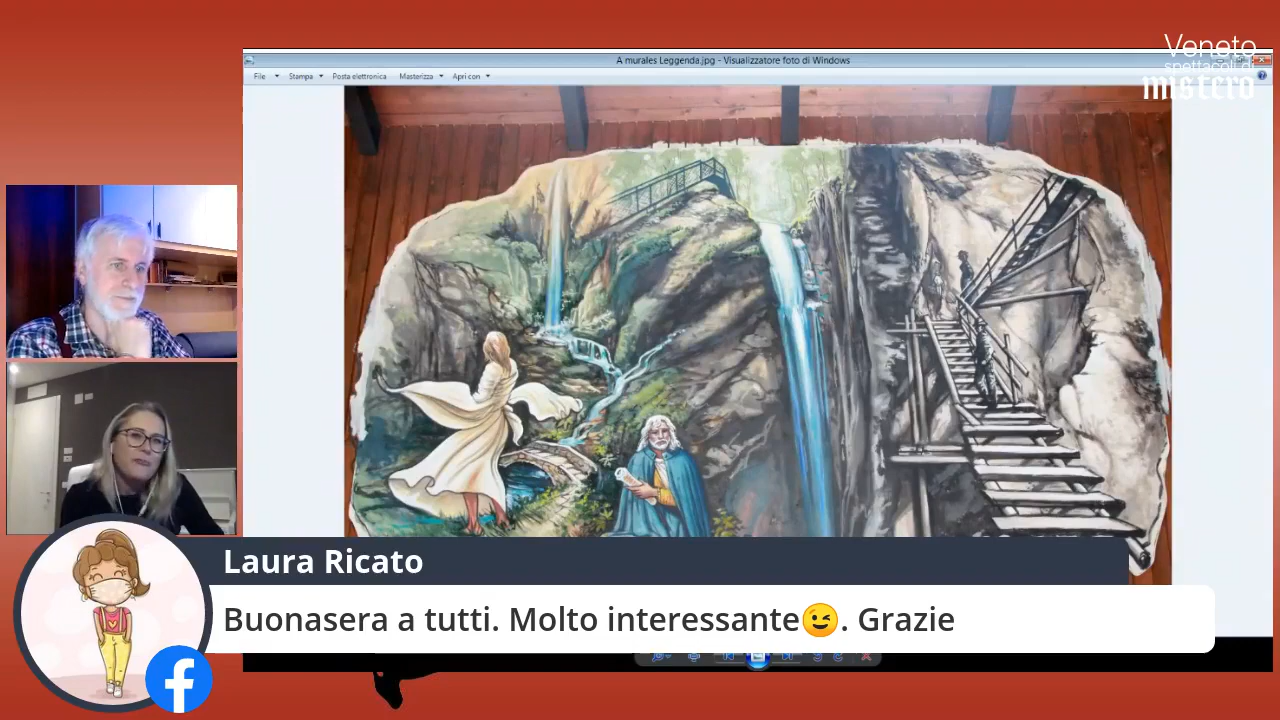 Veneto
spettacoli di
mistero
A murales Leggenda.jpg - Visualizzatore foto di Windows
File Stampa Posta elettronica Masterizza Apri con
Laura Ricato
Buonasera a tutti. Molto interessante😉. Grazie